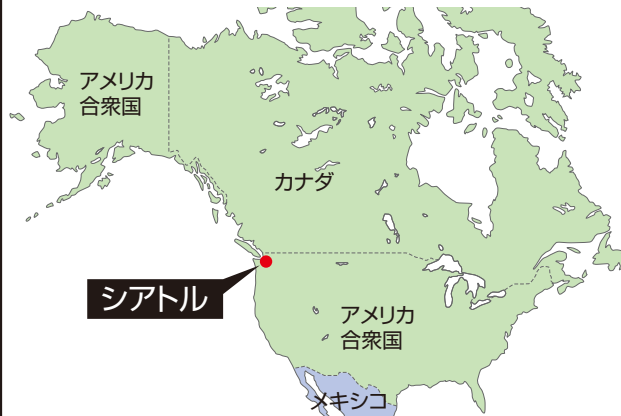 アメリカ
合衆国
カナダ
シアトル
アメリカ
合衆国
メキシコ